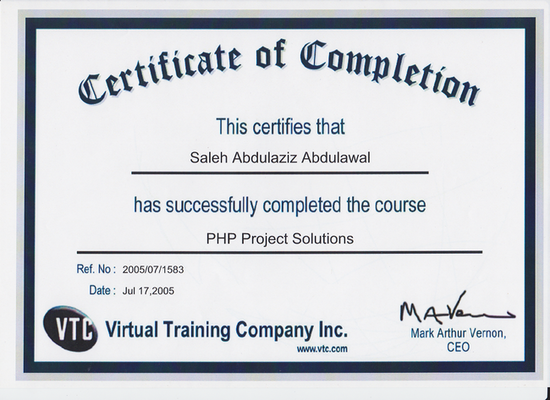 Certificate of Completion
This certifies that
Saleh Abdulaziz Abdulawal
has successfully completed the course
PHP Project Solutions
Ref. No : 2005/07/1583
Date : Jul 17,2005
VTC Virtual Training Company Inc.
www.vtc.com
M A Vern
Mark Arthur Vernon,
CEO